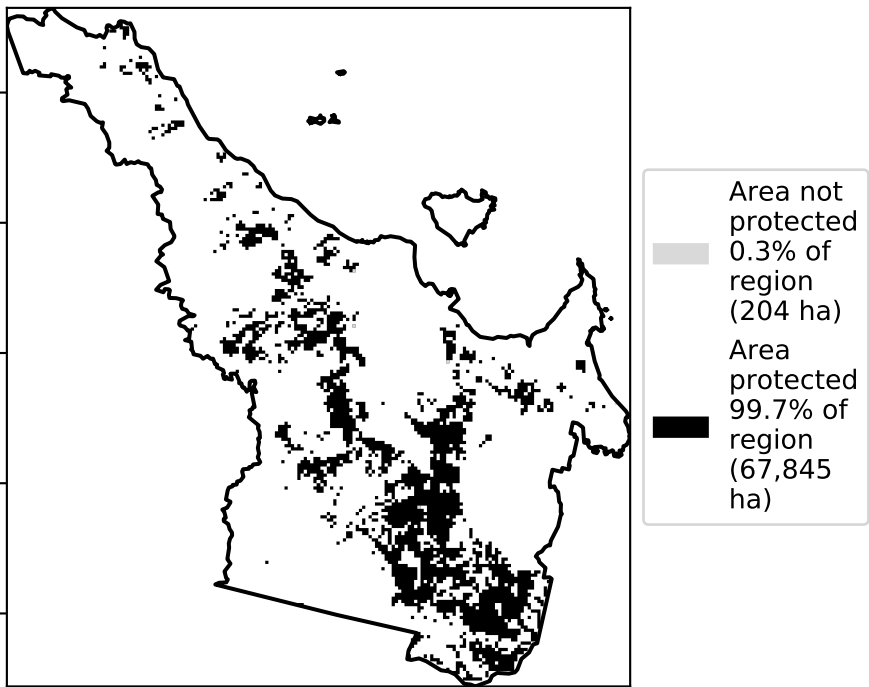 Area not
protected
0.3% of
region
(204 ha)
Area
protected
99.7% of
region
(67,845
ha)